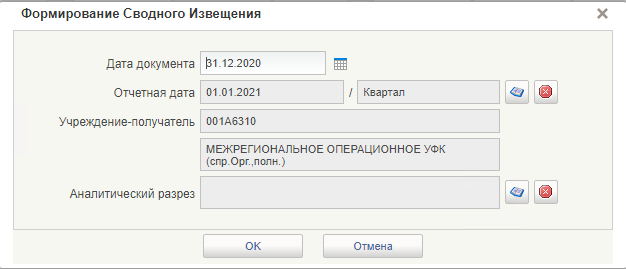 Формирование Сводного Извещения
Дата документа 31.12.2020
Отчетная дата 01.01.2021 / Квартал
Учреждение-получатель 001А6310
МЕЖРЕГИОНАЛЬНОЕ ОПЕРАЦИОННОЕ УФК
(спр.Орг.,полн.)
Аналитический разрез
OK Отмена